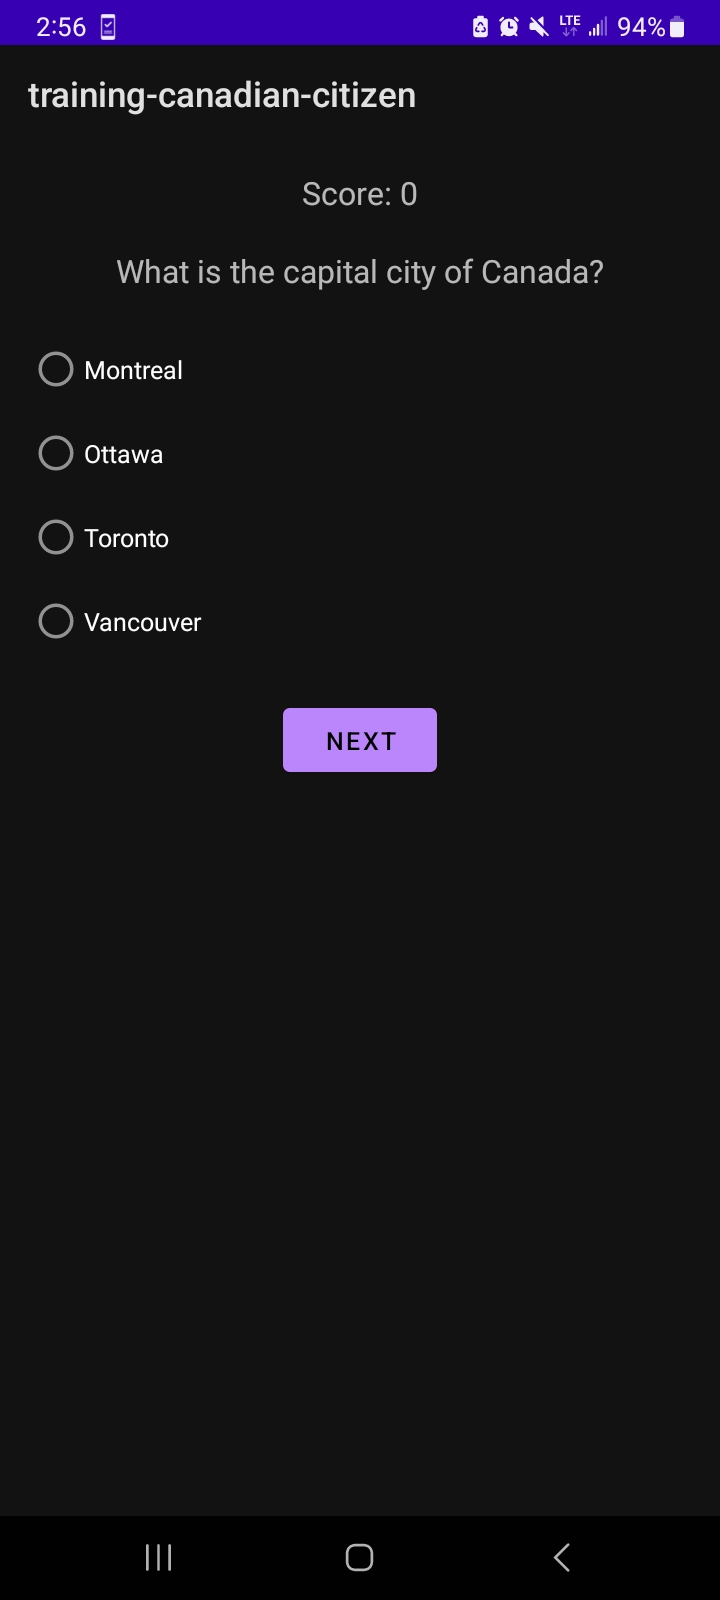 2:56 LTE 94%
training-canadian-citizen
Score: 0
What is the capital city of Canada?
Montreal
Ottawa
Toronto
Vancouver
NEXT